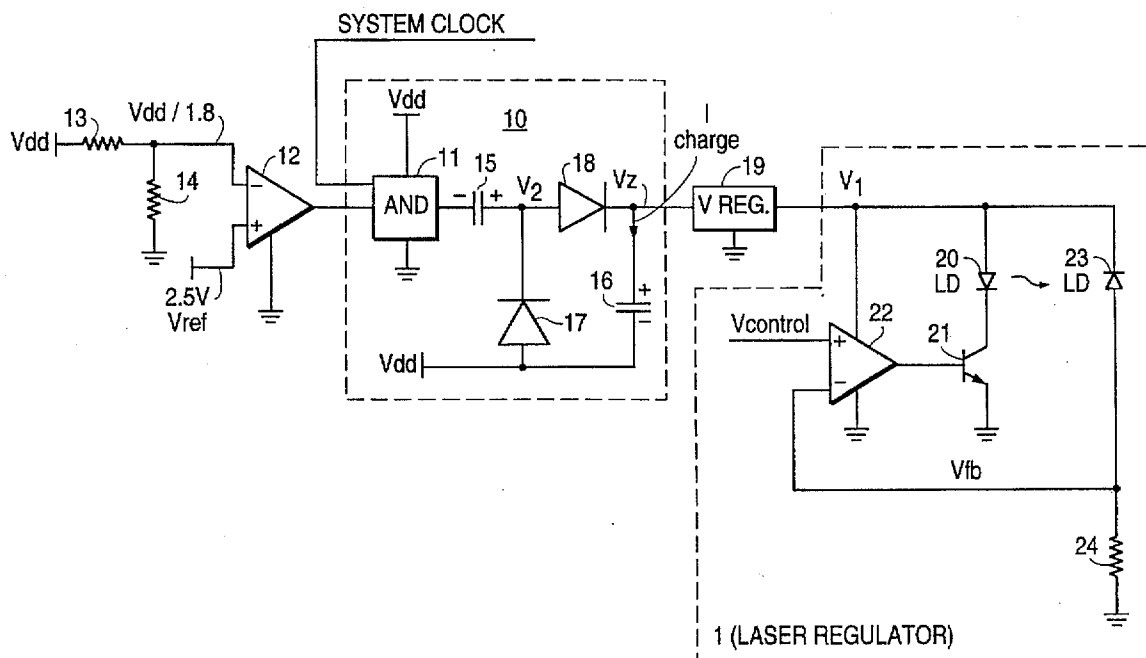 SYSTEM CLOCK
Vdd
10
I
charge
13
Vdd / 1.8
Vdd
12
11
15
V2
18
Vz
19
V1
14
−
+
AND
−
+
V REG.
2.5V
Vref
16
+
−
17
Vdd
20
LD
23
LD
Vcontrol
+
−
22
21
Vfb
24
1 (LASER REGULATOR)